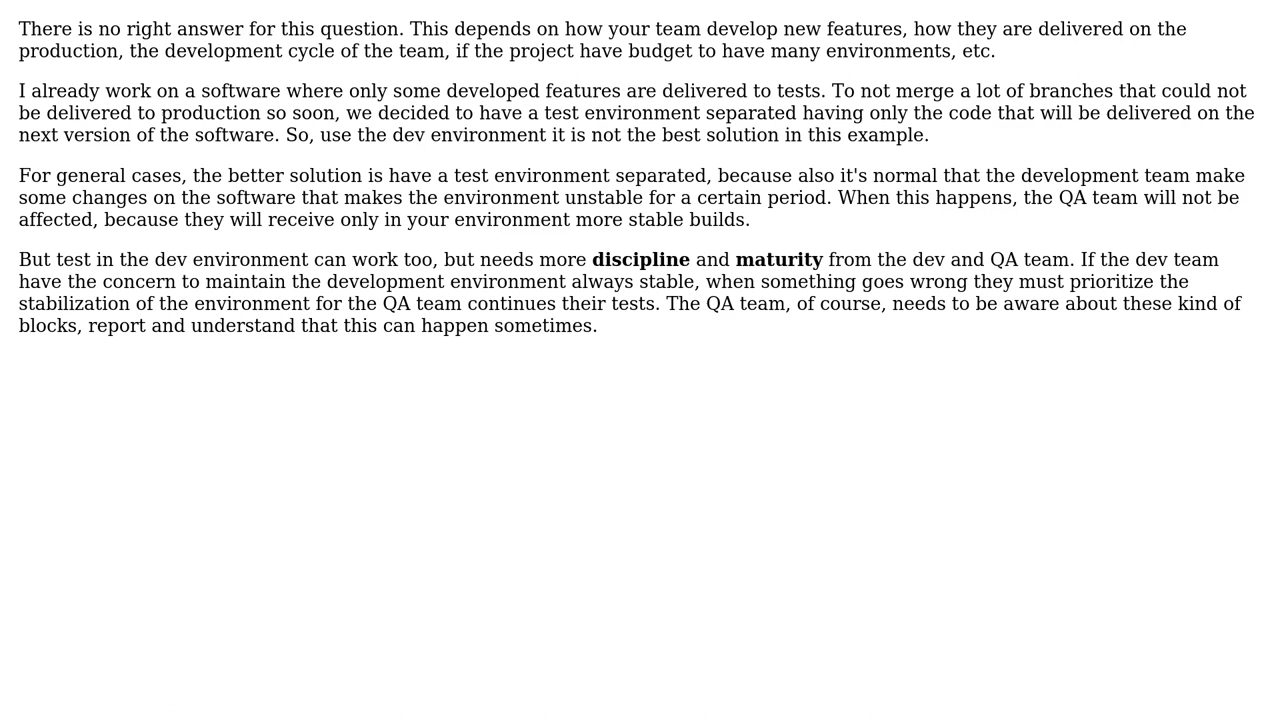 There is no right answer for this question. This depends on how your team develop new features, how they are delivered on the
production, the development cycle of the team, if the project have budget to have many environments, etc.
I already work on a software where only some developed features are delivered to tests. To not merge a lot of branches that could not
be delivered to production so soon, we decided to have a test environment separated having only the code that will be delivered on the
next version of the software. So, use the dev environment it is not the best solution in this example.
For general cases, the better solution is have a test environment separated, because also it's normal that the development team make
some changes on the software that makes the environment unstable for a certain period. When this happens, the QA team will not be
affected, because they will receive only in your environment more stable builds.
But test in the dev environment can work too, but needs more discipline and maturity from the dev and QA team. If the dev team
have the concern to maintain the development environment always stable, when something goes wrong they must prioritize the
stabilization of the environment for the QA team continues their tests. The QA team, of course, needs to be aware about these kind of
blocks, report and understand that this can happen sometimes.